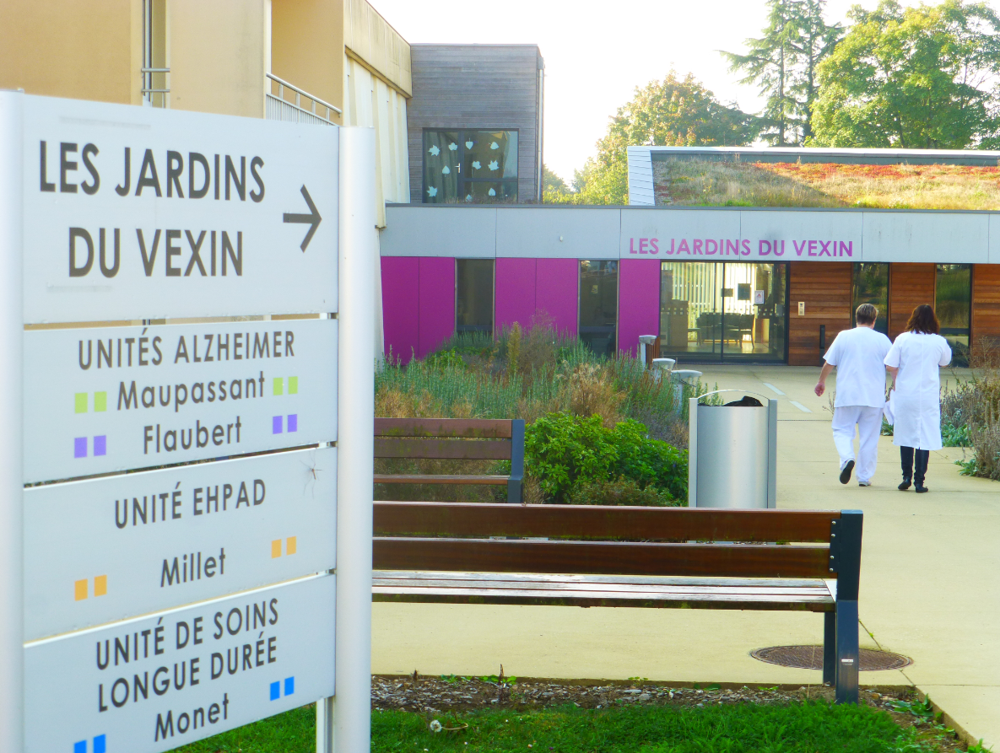 LES JARDINS
DU VEXIN
UNITÉS ALZHEIMER
Maupassant
Flaubert
UNITÉ EHPAD
Millet
UNITÉ DE SOINS
LONGUE DURÉE
Monet
LES JARDINS DU VEXIN